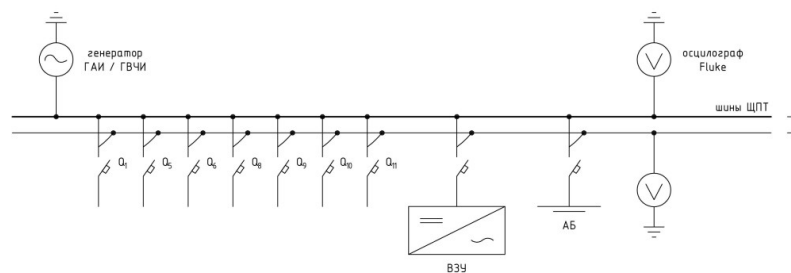 генератор
ГАИ / ГВЧИ
осцилограф
Fluke
шины ЩПТ
Q1
Q5
Q6
Q8
Q9
Q10
Q11
V
V
АБ
ВЗУ